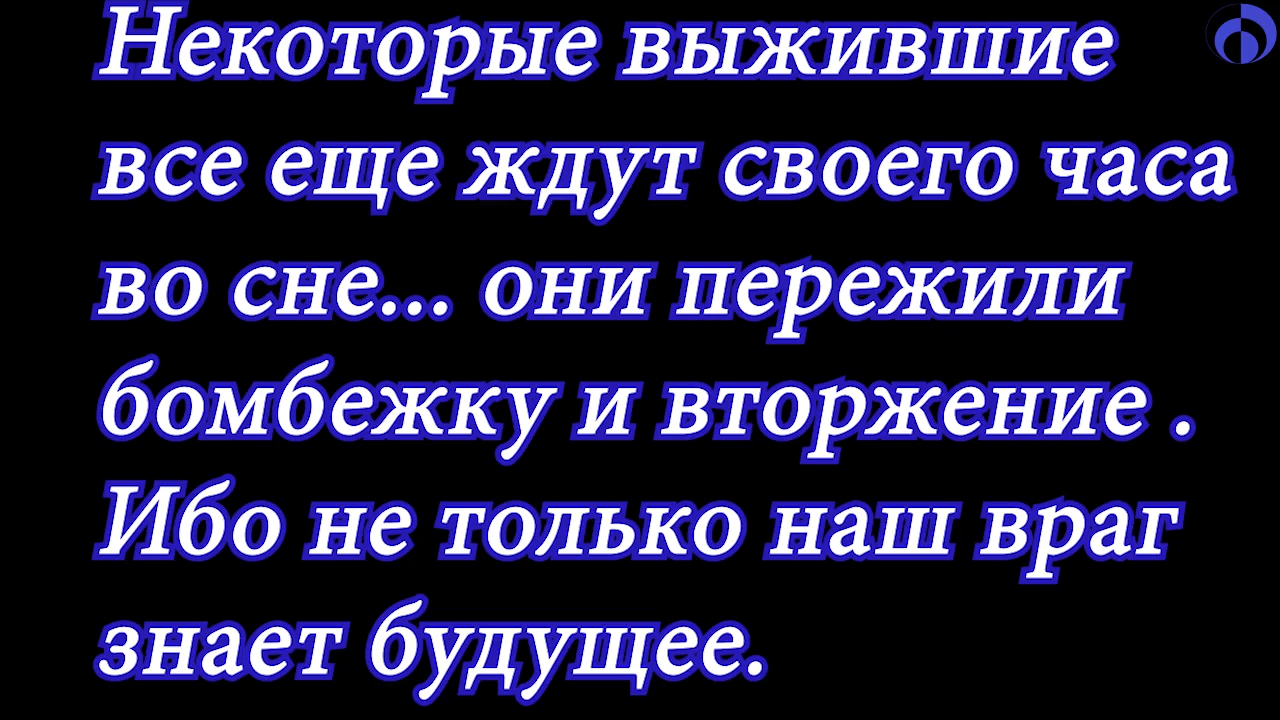 Некоторые выжившие
все еще ждут своего часа
во сне... они пережили
бомбежку и вторжение .
Ибо не только наш враг
знает будущее.